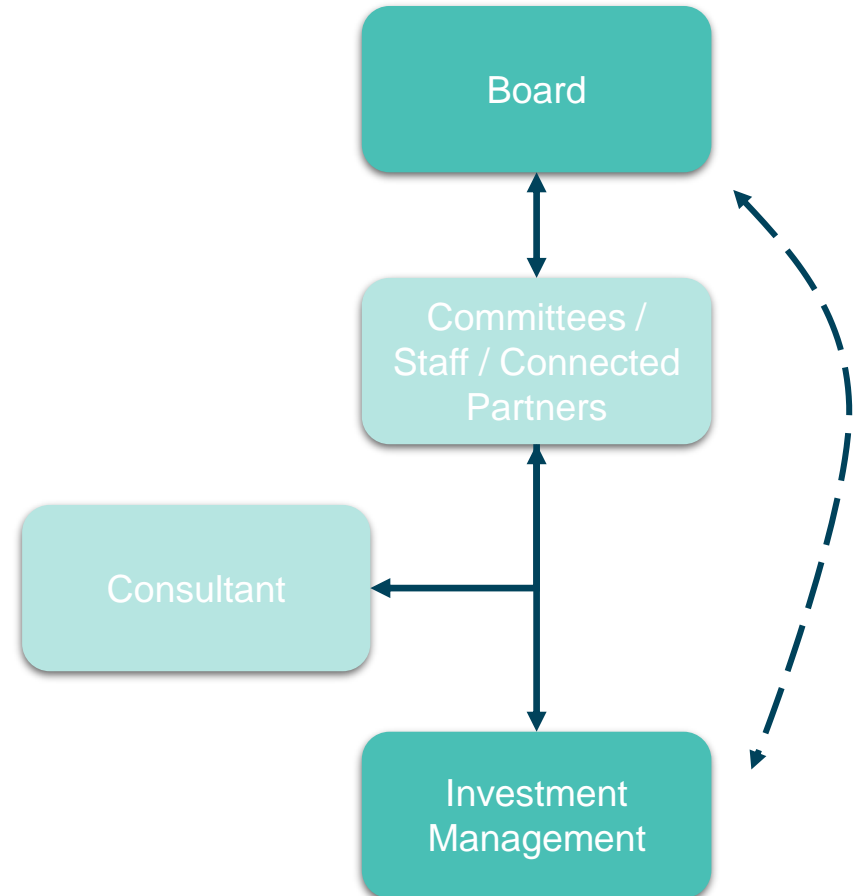 Board
Committees /
Staff / Connected
Partners
Consultant
Investment
Management